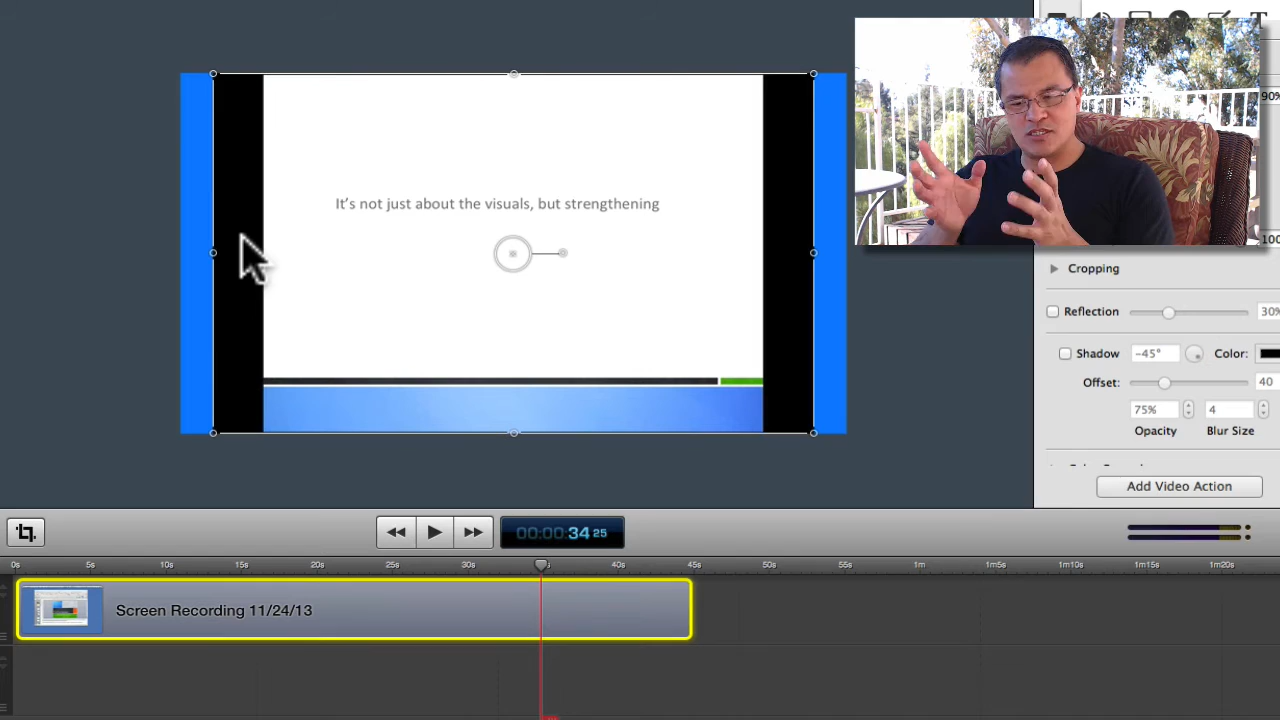 90%
It's not just about the visuals, but strengthening
100
Cropping
Reflection
30%
Shadow
-45°
Color:
Offset:
40
75%
4
Opacity
Blur Size
Add Video Action
00:00:34 25
0s 5s 10s 15s 20s 25s 30s 40s 45s 50s 55s 1m 1m5s 1m10s 1m15s 1m20s
Screen Recording 11/24/13